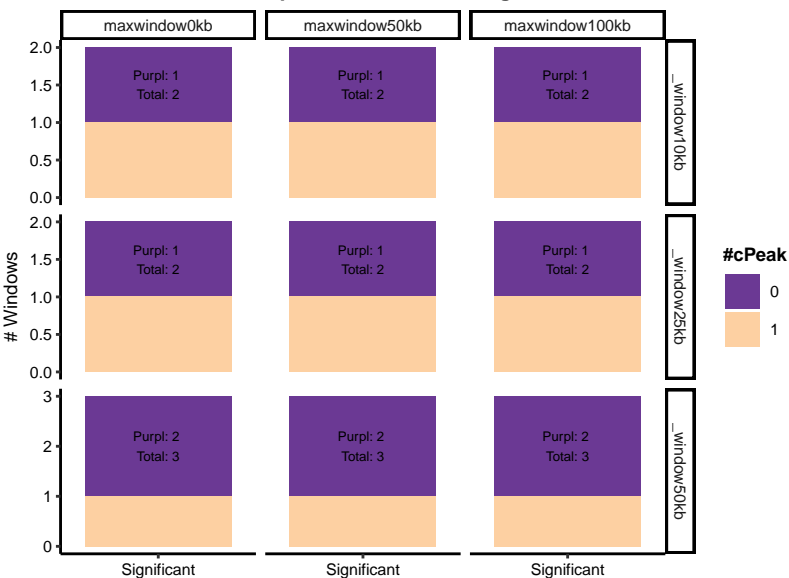 maxwindow0kb maxwindow50kb maxwindow100kb
2.0
1.5
1.0
0.5
0.0
Purpl: 1
Total: 2
Purpl: 1
Total: 2
Purpl: 1
Total: 2
_window10kb
2.0
1.5
1.0
0.5
0.0
Purpl: 1
Total: 2
Purpl: 1
Total: 2
Purpl: 1
Total: 2
_window25kb
# Windows
3
2
1
0
Purpl: 2
Total: 3
Purpl: 2
Total: 3
Purpl: 2
Total: 3
_window50kb
Significant Significant Significant
#cPeak
0
1